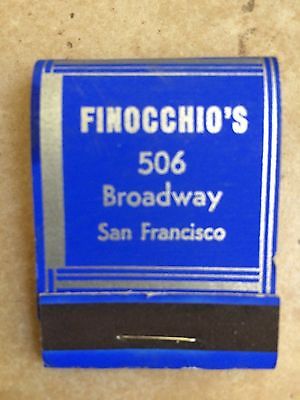 FINOCCHIO'S
506
Broadway
San Francisco